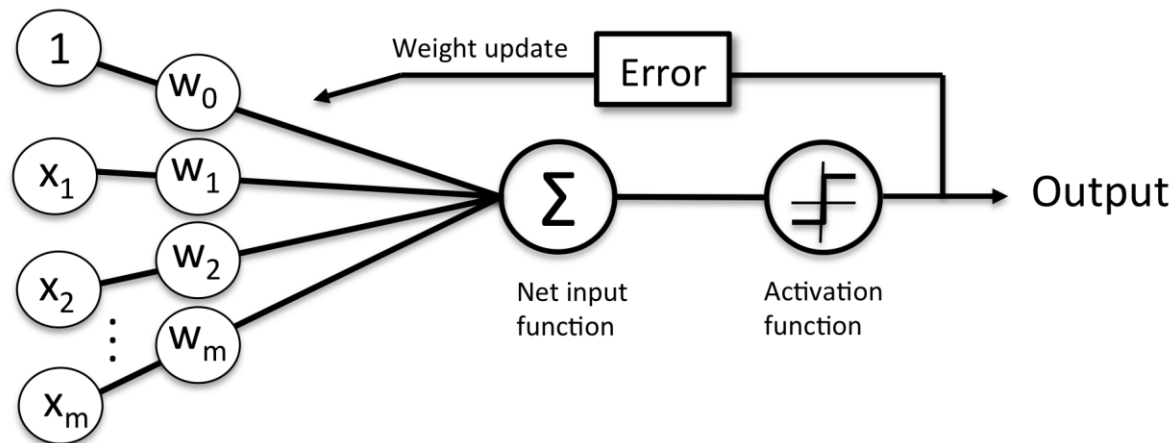 1
w0
x1
w1
x2
w2
⋮
xm
wm
Weight update
Error
Σ
Net input
function
Activation
function
Output